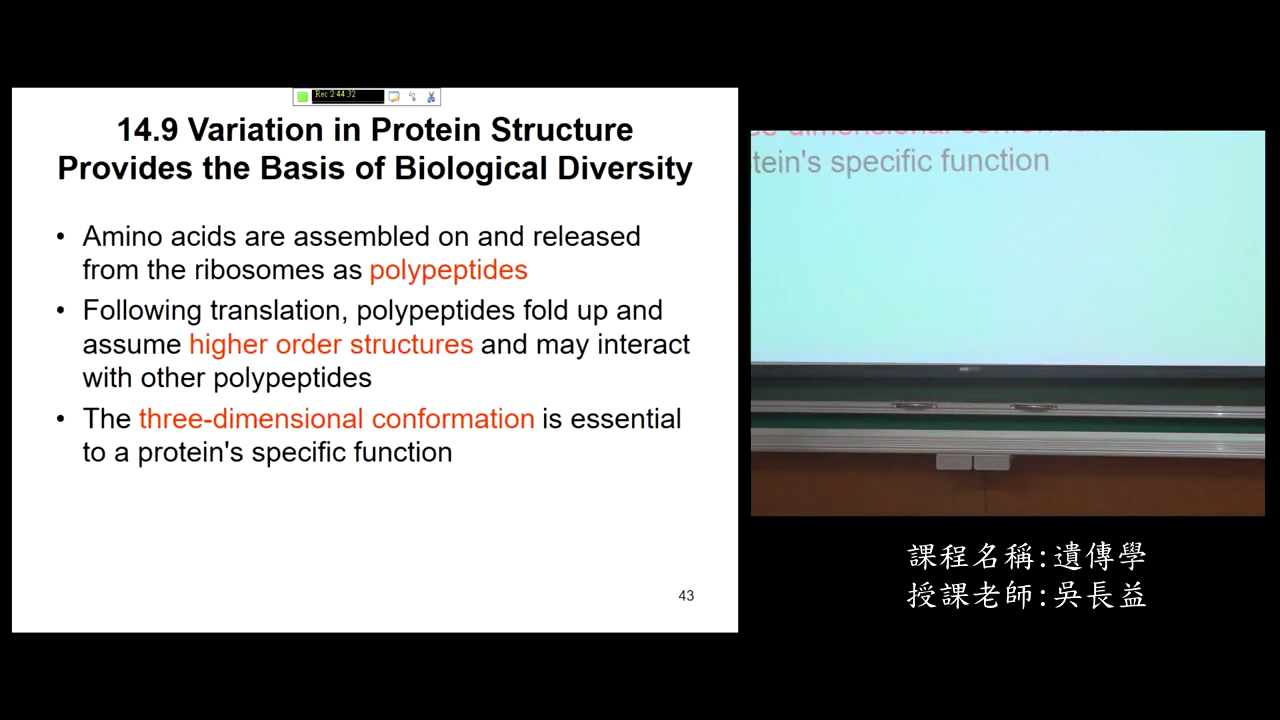 Rec 2:44:32
14.9 Variation in Protein Structure
Provides the Basis of Biological Diversity
• Amino acids are assembled on and released
from the ribosomes as polypeptides
• Following translation, polypeptides fold up and
assume higher order structures and may interact
with other polypeptides
• The three-dimensional conformation is essential
to a protein's specific function
43
tein's specific function
課程名稱:遺傳學
授課老師:吳長益